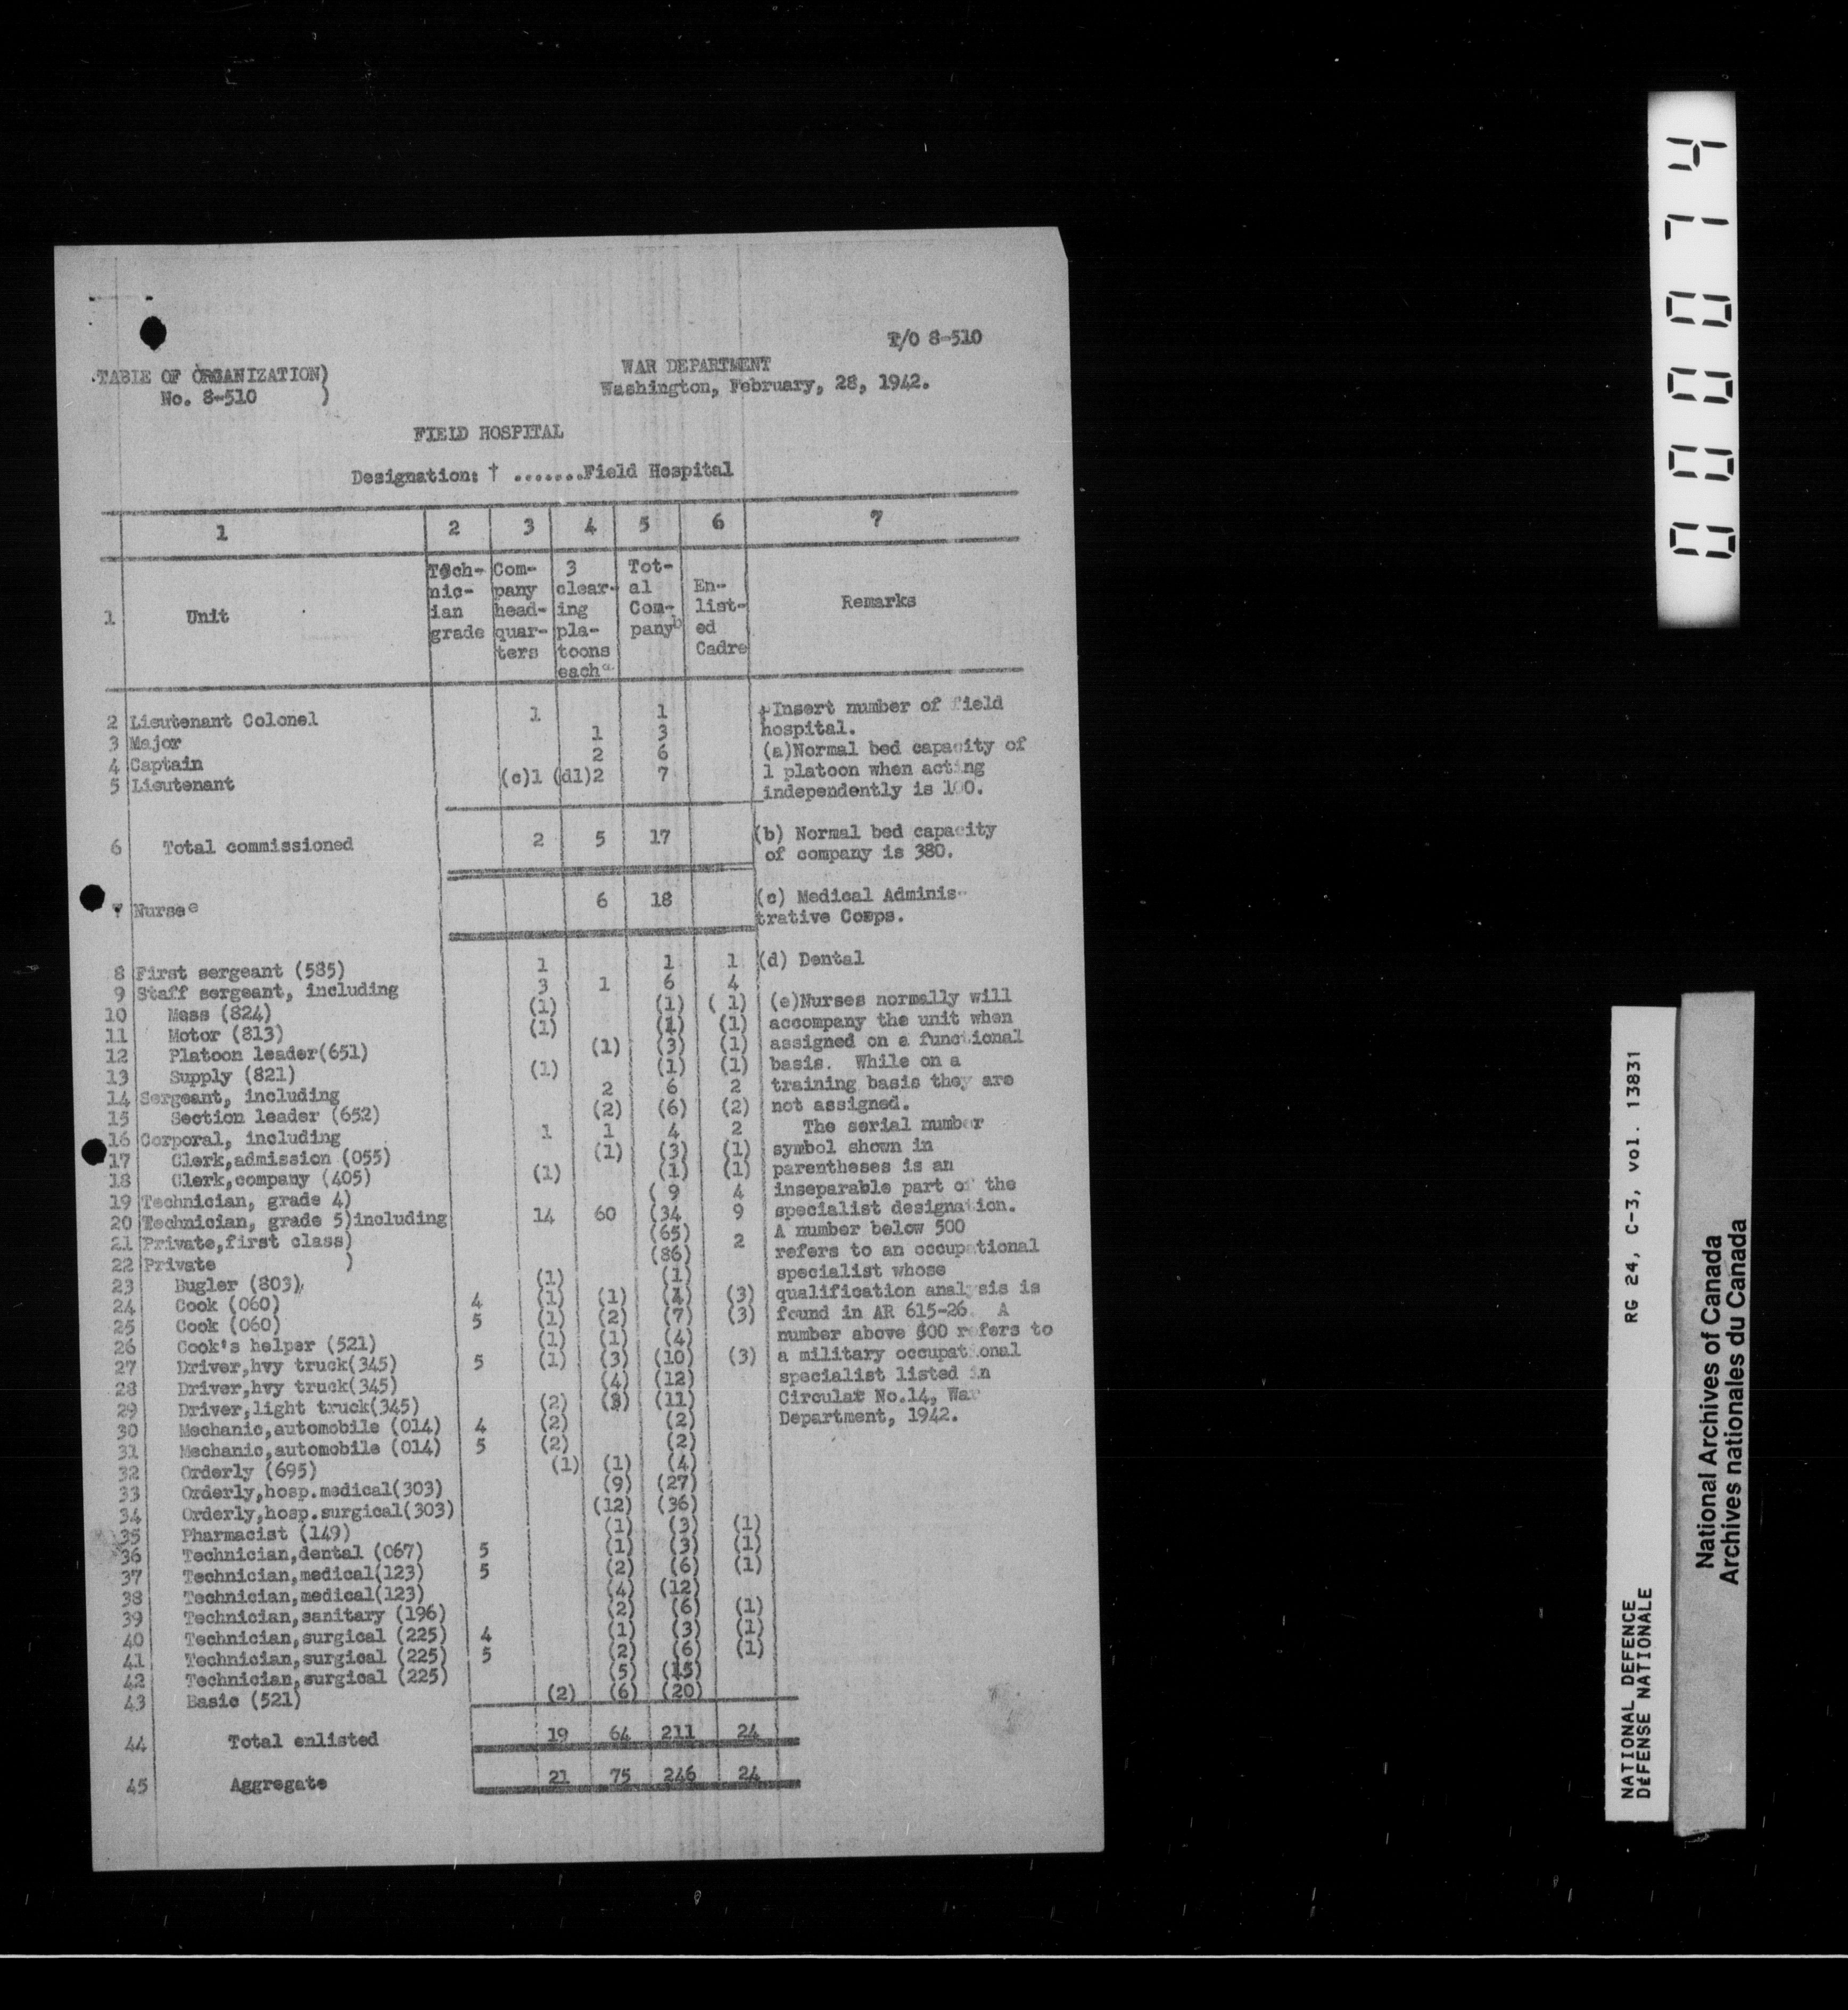 T/O 8-510
TABLE OF ORGANIZATION)
No. 8-510 )
WAR DEPARTMENT
Washington, February, 28, 1942.
FIELD HOSPITAL
Designation: † .......Field Hospital
1 2 3 4 5 6 7
1 Unit Tech-nic-ian grade Com-pany head-quar-ters 3 clear-ing pla-toons each a Tot-al Com-pany b En-list-ed Cadre Remarks
2 Lieutenant Colonel 1 1
3 Major 1 3
4 Captain 2 6
5 Lieutenant (c)1 (d1)2 7
6 Total commissioned 2 5 17
7 Nurse e 6 18
8 First sergeant (585) 1 1 1
9 Staff sergeant, including 3 1 6 4
10 Mess (824) (1) (1) ( 1)
11 Motor (813) (1) (1) (1)
12 Platoon leader(651) (1) (3) (1)
13 Supply (821) (1) (1) (1)
14 Sergeant, including 2 6 2
15 Section leader (652) (2) (6) (2)
16 Corporal, including 1 1 4 2
17 Clerk,admission (055) (1) (3) (1)
18 Clerk,company (405) (1) (1) (1)
19 Technician, grade 4) ( 9 4
20 Technician, grade 5)including 14 60 (34 9
21 Private,first class) (65) 2
22 Private ) (86)
23 Bugler (803) (1) (1)
24 Cook (060) 4 (1) (1) (4) (3)
25 Cook (060) 5 (1) (2) (7) (3)
26 Cook's helper (521) (1) (1) (4)
27 Driver,hvy truck(345) 5 (1) (3) (10) (3)
28 Driver,hvy truck(345) (4) (12)
29 Driver,light truck(345) (2) (3) (11)
30 Mechanic,automobile (014) 4 (2) (2)
31 Mechanic,automobile (014) 5 (2) (2)
32 Orderly (695) (1) (1) (4)
33 Orderly,hosp.medical(303) (9) (27)
34 Orderly,hosp.surgical(303) (12) (36)
35 Pharmacist (149) (1) (3) (1)
36 Technician,dental (067) 5 (1) (3) (1)
37 Technician,medical(123) 5 (2) (6) (1)
38 Technician,medical(123) (4) (12)
39 Technician,sanitary (196) (2) (6) (1)
40 Technician,surgical (225) 4 (1) (3) (1)
41 Technician,surgical (225) 5 (2) (6) (1)
42 Technician,surgical (225) (5) (15)
43 Basic (521) (2) (6) (20)
44 Total enlisted 19 64 211 24
45 Aggregate 21 75 246 24
†Insert number of field
hospital.
(a)Normal bed capacity of
1 platoon when acting
independently is 100.
(b) Normal bed capacity
of company is 380.
(c) Medical Adminis-
trative Corps.
(d) Dental
(e)Nurses normally will
accompany the unit when
assigned on a functional
basis. While on a
training basis they are
not assigned.
The serial number
symbol shown in
parentheses is an
inseparable part of the
specialist designation.
A number below 500
refers to an occupational
specialist whose
qualification analysis is
found in AR 615-26. A
number above 500 refers to
a military occupational
specialist listed in
Circular No.14, War
Department, 1942.
000074
RG 24, C-3, vol. 13831
NATIONAL DEFENCE
DÉFENSE NATIONALE
National Archives of Canada
Archives nationales du Canada